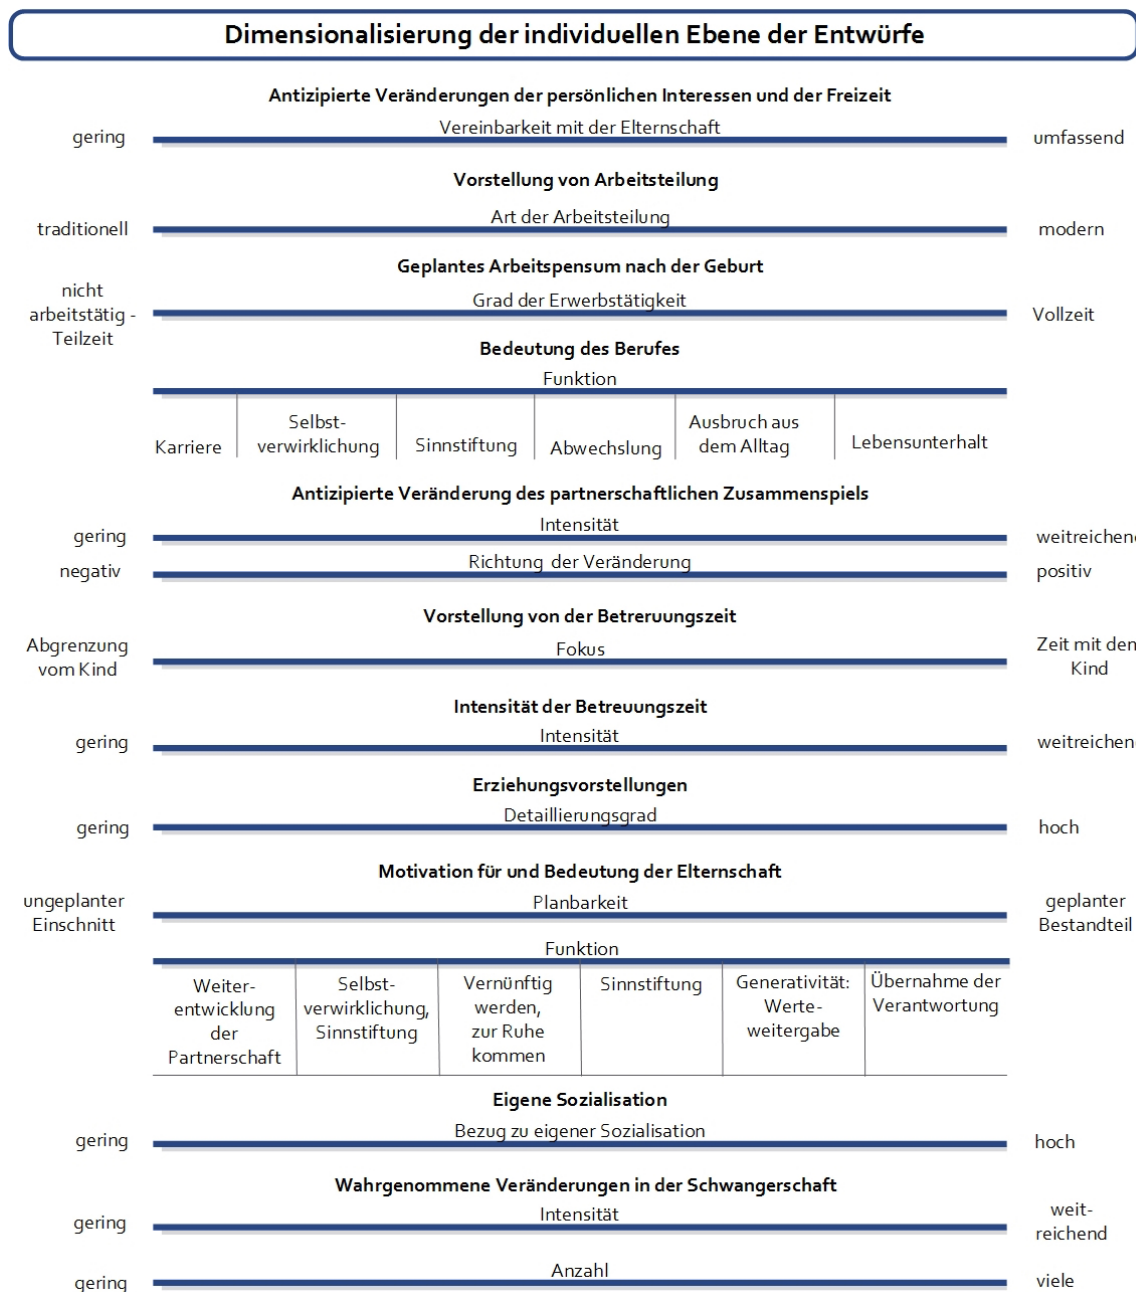 Dimensionalisierung der individuellen Ebene der Entwürfe
Antizipierte Veränderungen der persönlichen Interessen und der Freizeit
Vereinbarkeit mit der Elternschaft
gering
umfassend
Vorstellung von Arbeitsteilung
Art der Arbeitsteilung
traditionell
modern
Geplantes Arbeitspensum nach der Geburt
nicht
arbeitstätig -
Teilzeit
Grad der Erwerbstätigkeit
Vollzeit
Bedeutung des Berufes
Funktion
Karriere
Selbst-
verwirklichung
Sinnstiftung
Abwechslung
Ausbruch aus
dem Alltag
Lebensunterhalt
Antizipierte Veränderung des partnerschaftlichen Zusammenspiels
Intensität
gering
weitreichend
Richtung der Veränderung
negativ
positiv
Vorstellung von der Betreruungszeit
Abgrenzung
vom Kind
Fokus
Zeit mit den
Kind
Intensität der Betreuungszeit
Intensität
gering
weitreichend
Erziehungsvorstellungen
Detaillierungsgrad
gering
hoch
Motivation für und Bedeutung der Elternschaft
ungeplanter
Einschnitt
Planbarkeit
geplanter
Bestandteil
Funktion
Weiter-
entwicklung
der
Partnerschaft
Selbst-
verwirklichung,
Sinnstiftung
Vernünftig
werden,
zur Ruhe
kommen
Sinnstiftung
Generativität:
Werte-
weitergabe
Übernahme der
Verantwortung
Eigene Sozialisation
Bezug zu eigener Sozialisation
gering
hoch
Wahrgenommene Veränderungen in der Schwangerschaft
Intensität
gering
weit-
reichend
Anzahl
gering
viele